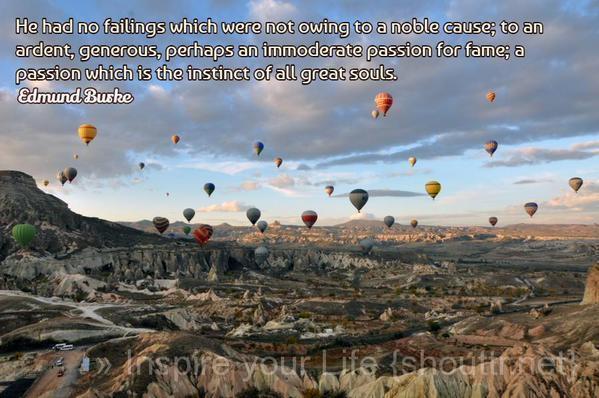 He had no failings which were not owing to a noble cause; to an
ardent, generous, perhaps an immoderate passion for fame; a
passion which is the instinct of all great souls.
Edmund Burke
» Inspire your Life {shouttr.net}